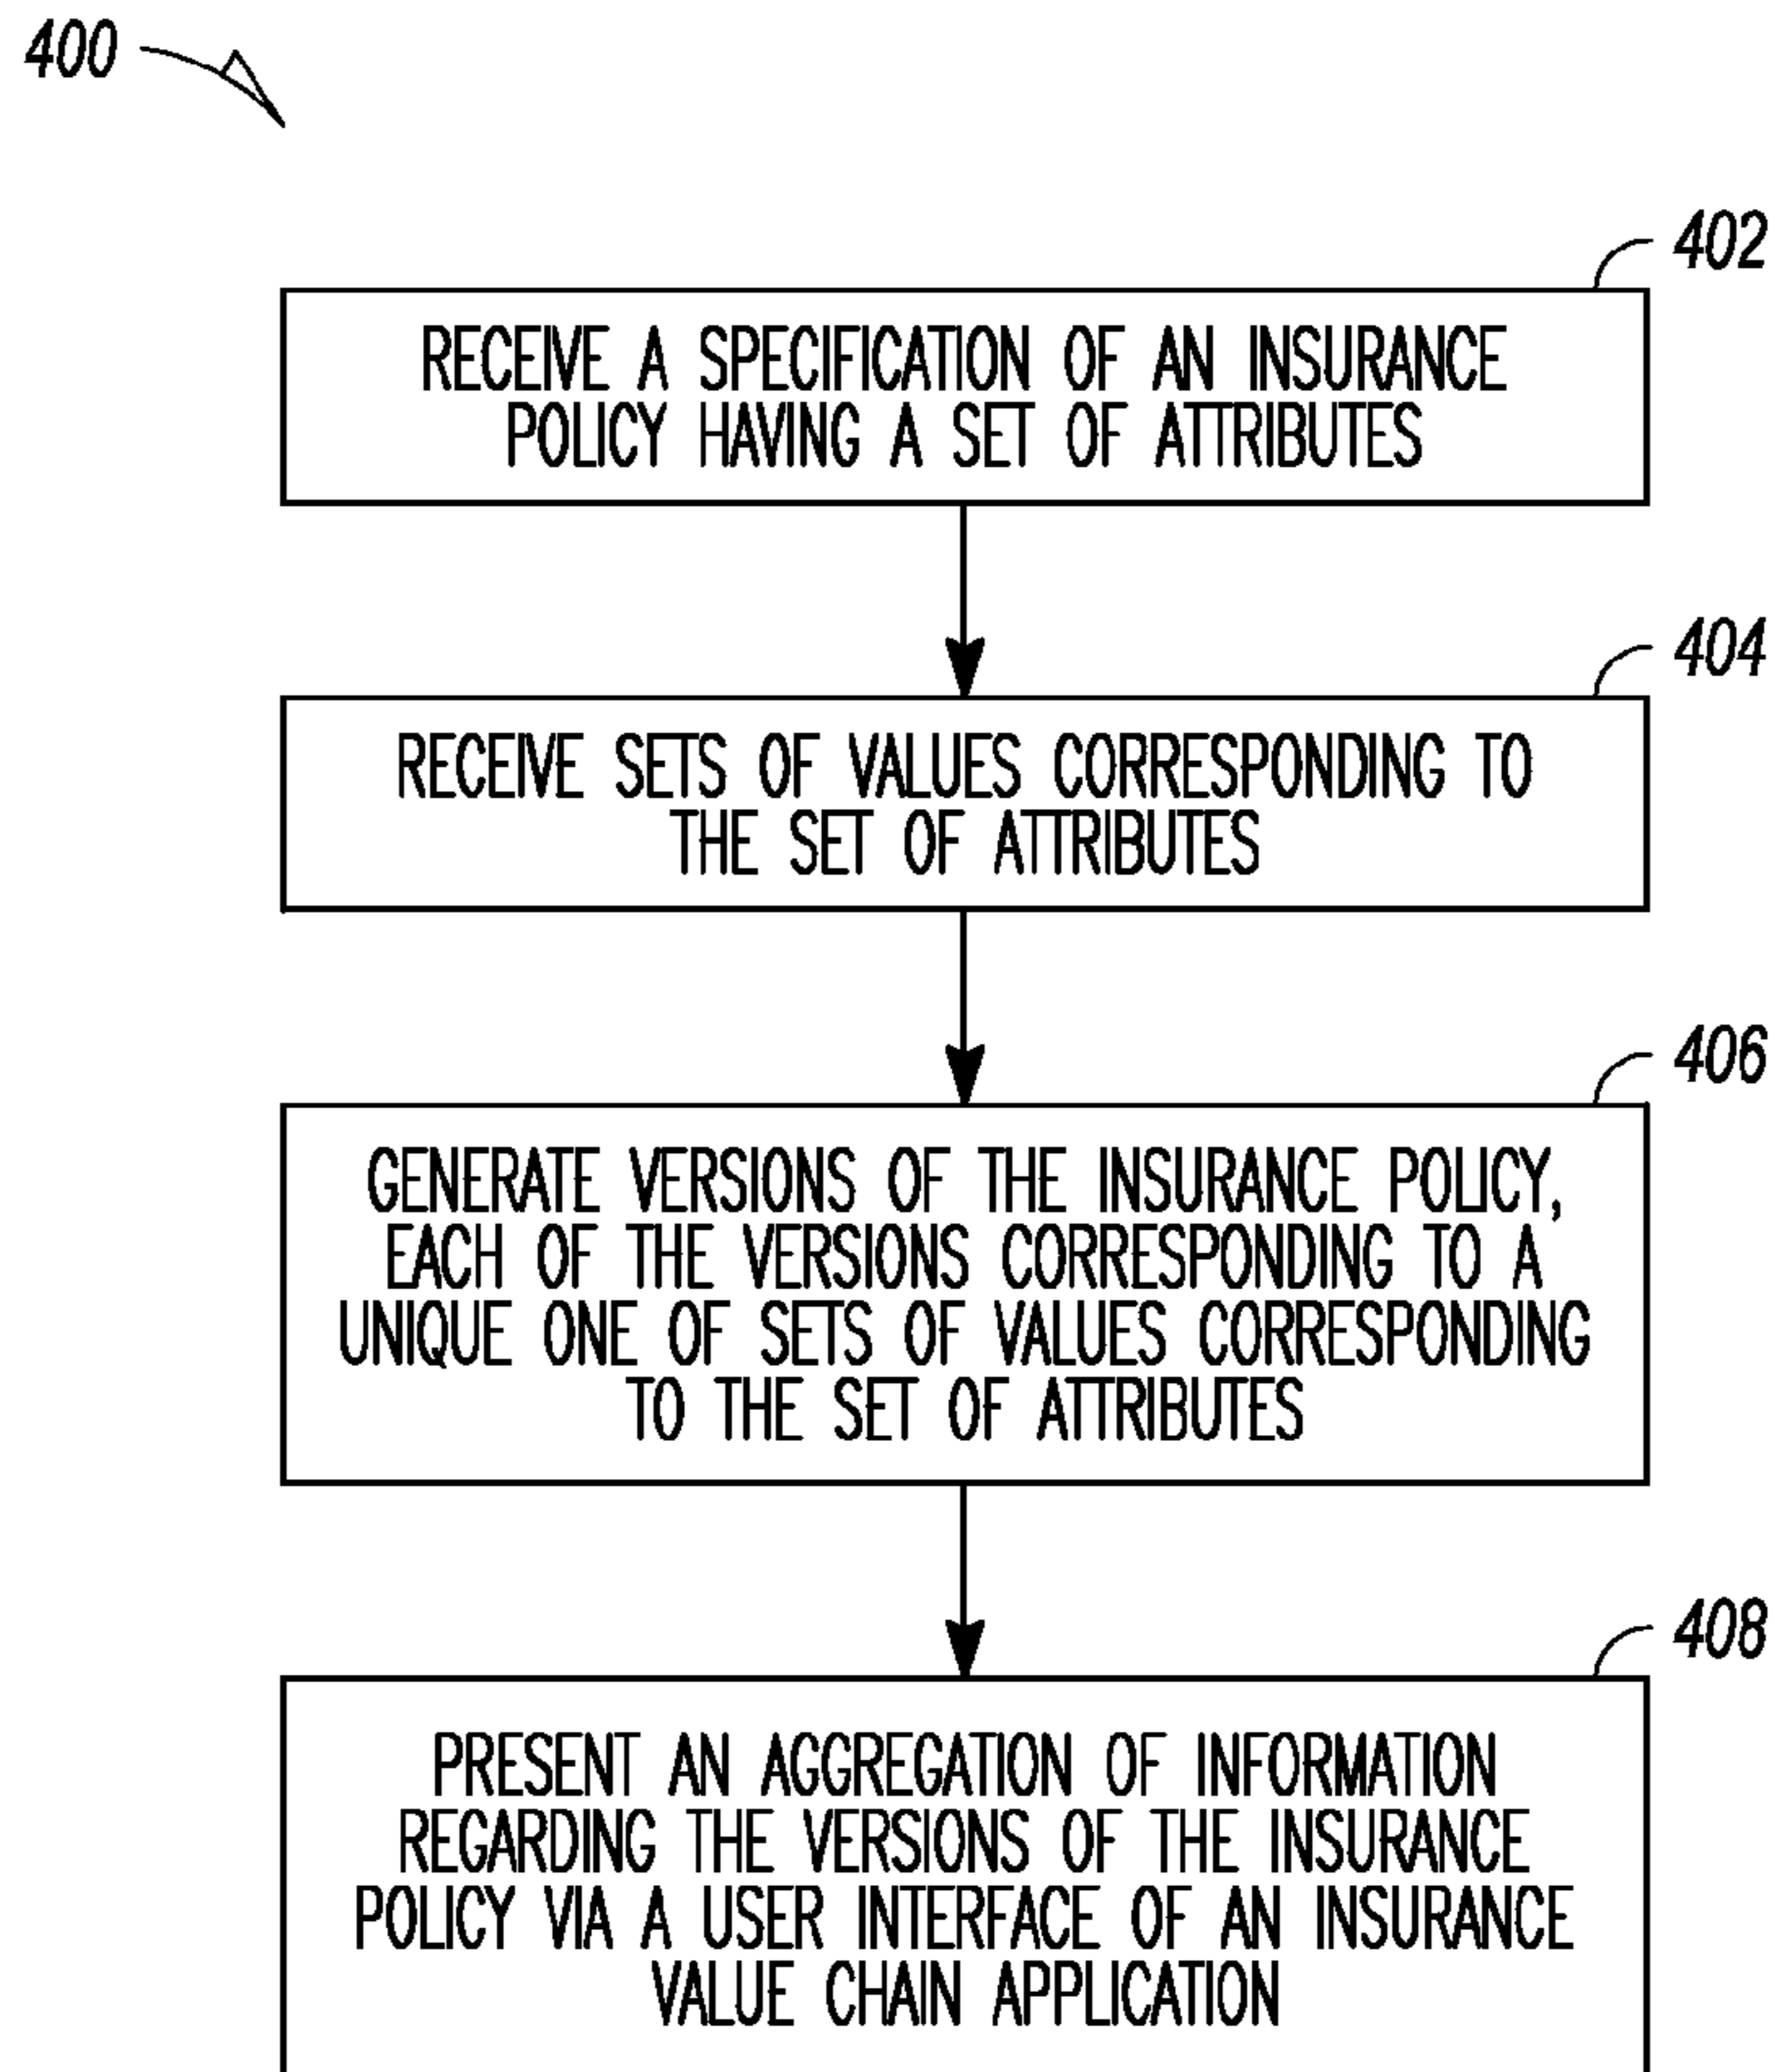 400
402
RECEIVE A SPECIFICATION OF AN INSURANCE
POLICY HAVING A SET OF ATTRIBUTES
404
RECEIVE SETS OF VALUES CORRESPONDING TO
THE SET OF ATTRIBUTES
406
GENERATE VERSIONS OF THE INSURANCE POLICY,
EACH OF THE VERSIONS CORRESPONDING TO A
UNIQUE ONE OF SETS OF VALUES CORRESPONDING
TO THE SET OF ATTRIBUTES
408
PRESENT AN AGGREGATION OF INFORMATION
REGARDING THE VERSIONS OF THE INSURANCE
POLICY VIA A USER INTERFACE OF AN INSURANCE
VALUE CHAIN APPLICATION